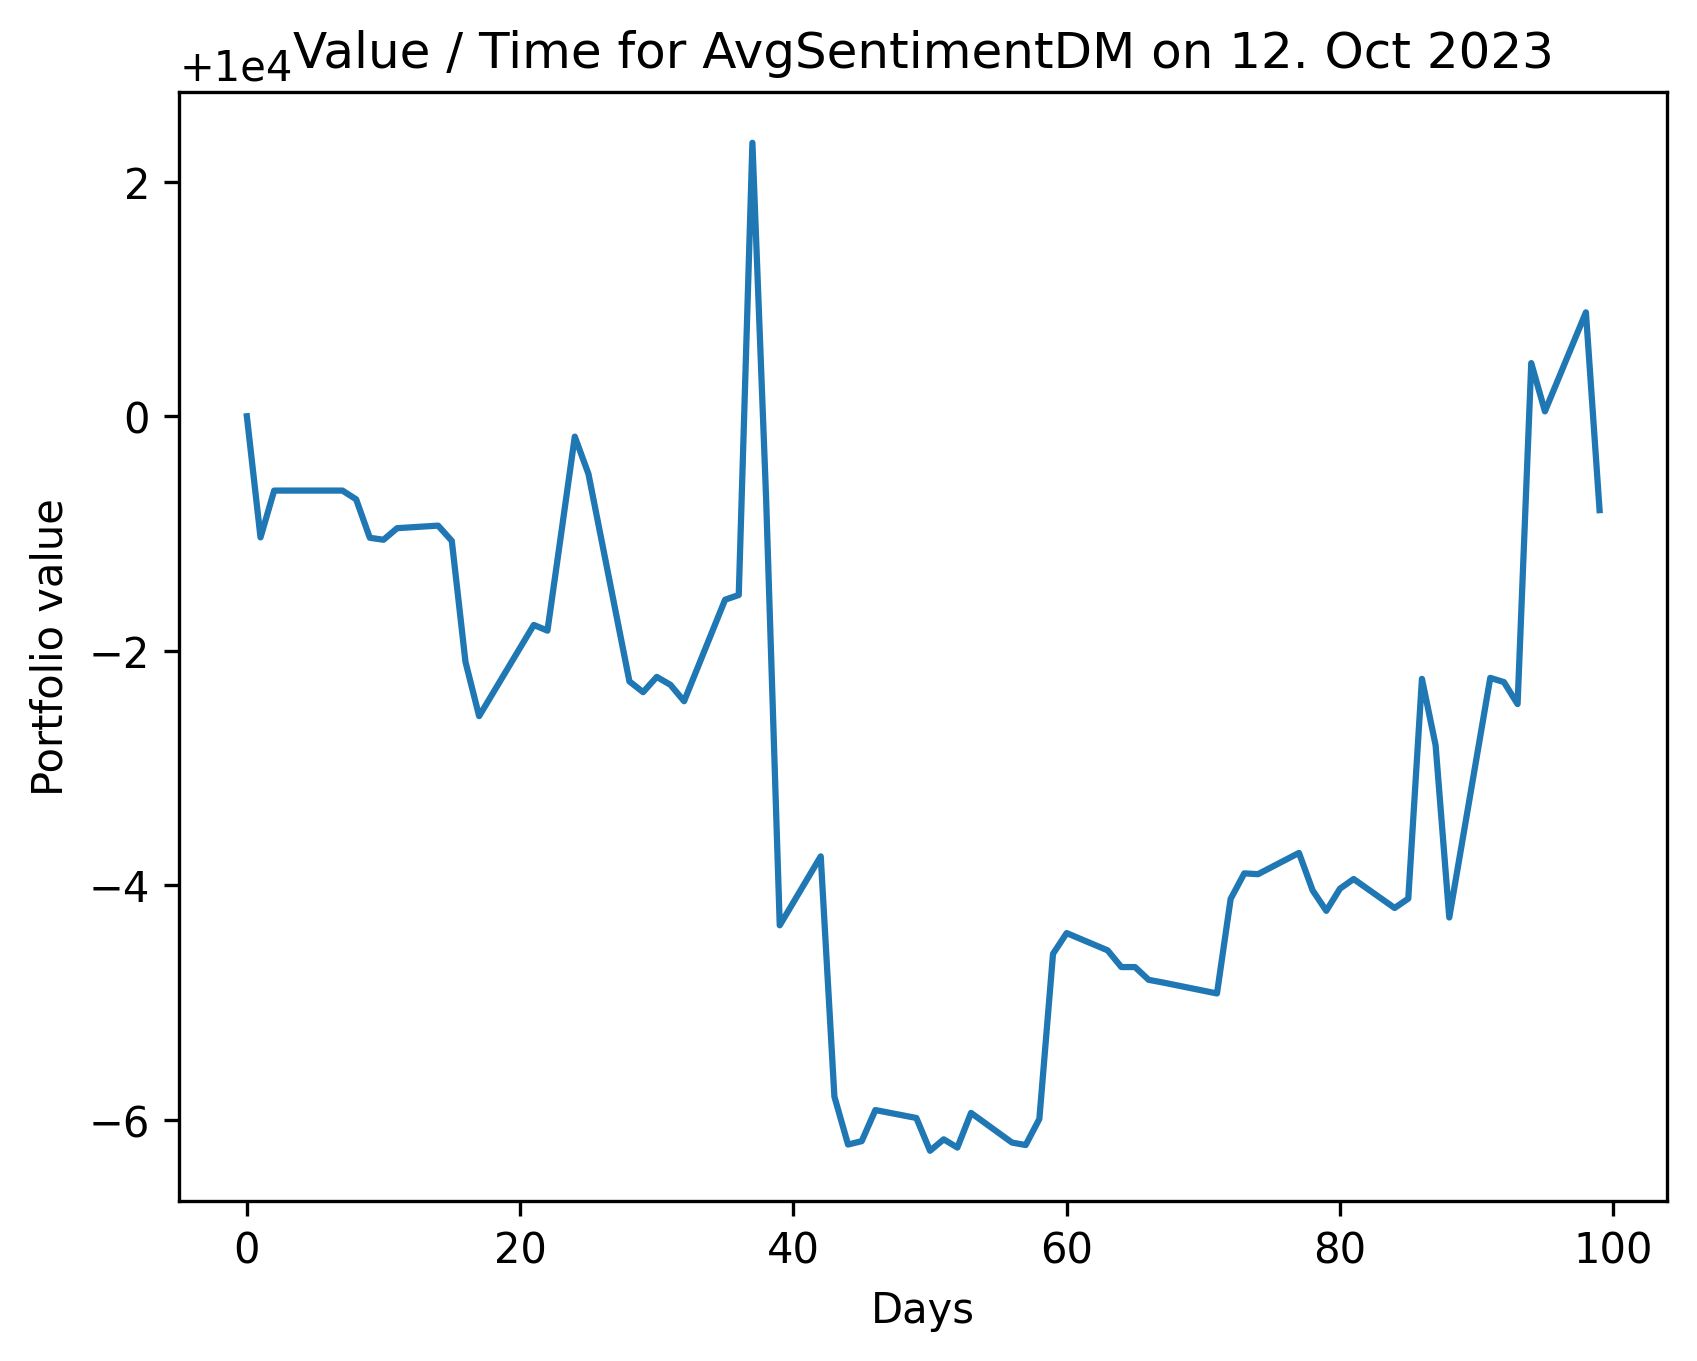 Value / Time for AvgSentimentDM on 12. Oct 2023
+1e4
2
0
−2
−4
−6
Portfolio value
0 20 40 60 80 100
Days